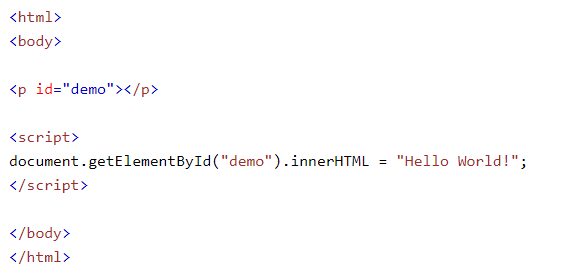 <html>
<body>
<p id="demo"></p>
<script>
document.getElementById("demo").innerHTML = "Hello World!";
</script>
</body>
</html>